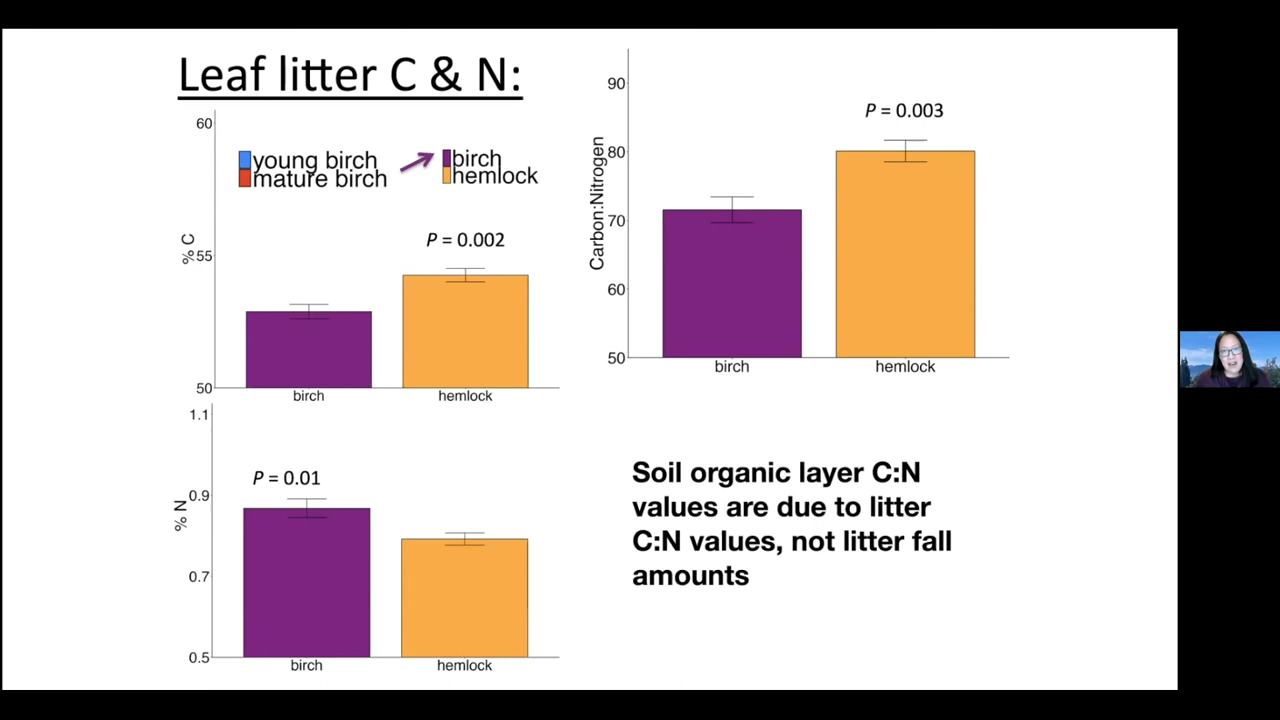 Leaf litter C & N:
60
young birch
mature birch
birch
hemlock
% C
55
P = 0.002
50
birch
hemlock
1.1
P = 0.01
% N
0.9
0.7
0.5
birch
hemlock
90
P = 0.003
Carbon:Nitrogen
80
70
60
50
birch
hemlock
Soil organic layer C:N
values are due to litter
C:N values, not litter fall
amounts